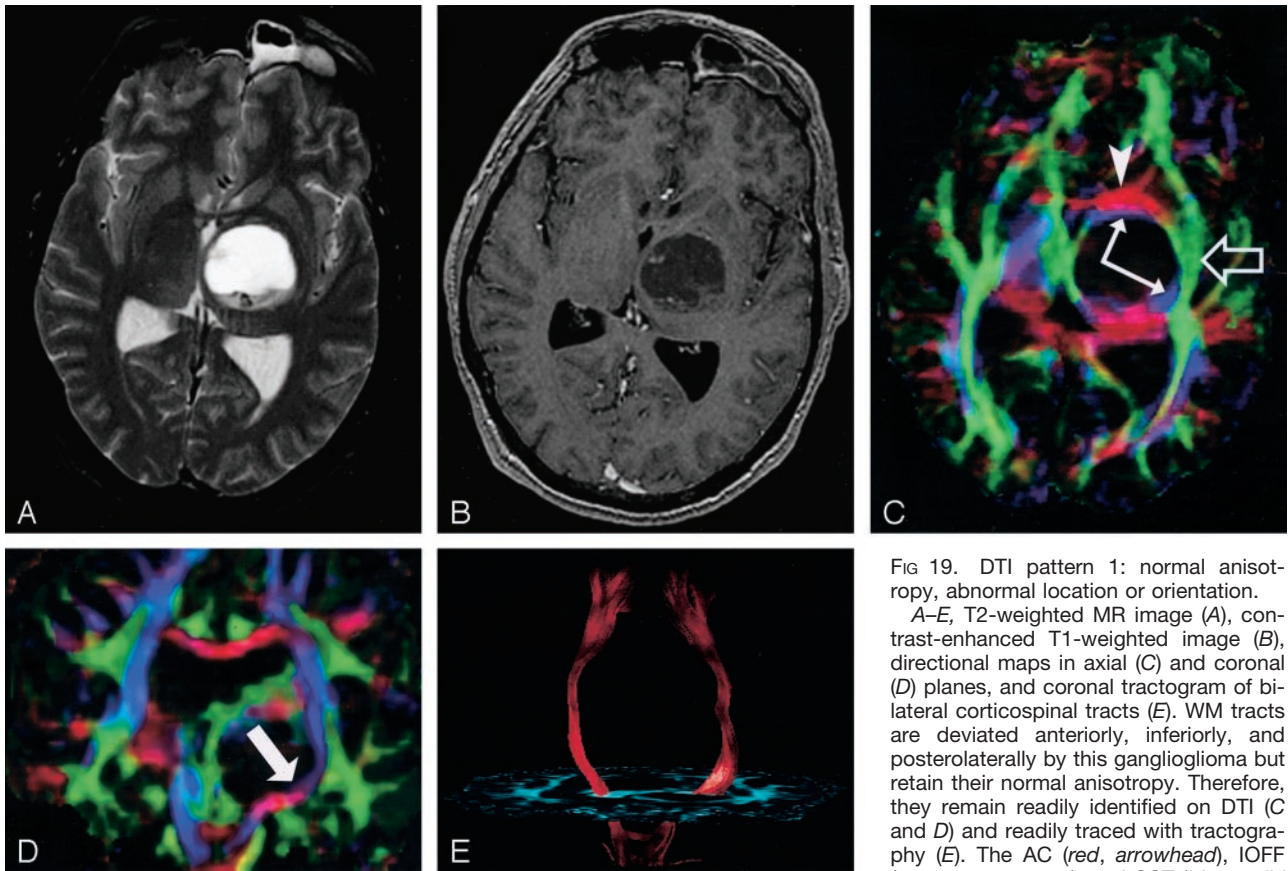 A
B
C
D
E
FIG 19. DTI pattern 1: normal anisot-
ropy, abnormal location or orientation.
A–E, T2-weighted MR image (A), con-
trast-enhanced T1-weighted image (B),
directional maps in axial (C) and coronal
(D) planes, and coronal tractogram of bi-
lateral corticospinal tracts (E). WM tracts
are deviated anteriorly, inferiorly, and
posterolaterally by this ganglioglioma but
retain their normal anisotropy. Therefore,
they remain readily identified on DTI (C
and D) and readily traced with tractogra-
phy (E). The AC (red, arrowhead), IOFF